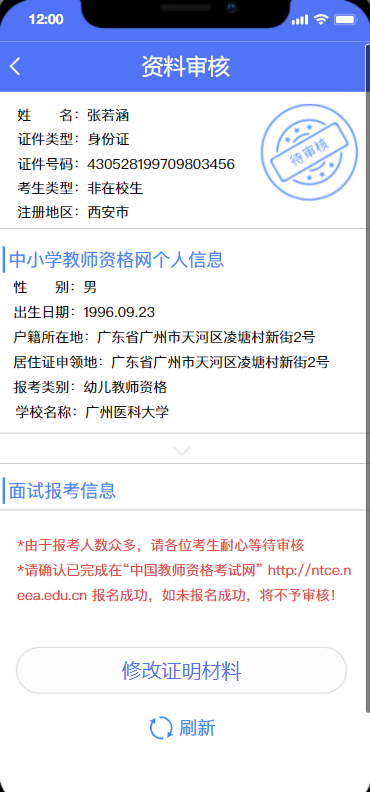 12:00
资料审核
姓　　名：张若涵
证件类型：身份证
证件号码：430528199709803456
考生类型：非在校生
注册地区：西安市
待审核
中小学教师资格网个人信息
性　　别：男
出生日期：1996.09.23
户籍所在地：广东省广州市天河区凌塘村新街2号
居住证申领地：广东省广州市天河区凌塘村新街2号
报考类别：幼儿教师资格
学校名称：广州医科大学
面试报考信息
*由于报考人数众多，请各位考生耐心等待审核
*请确认已完成在“中国教师资格考试网” http://ntce.n
eea.edu.cn 报名成功，如未报名成功，将不予审核！
修改证明材料
刷新